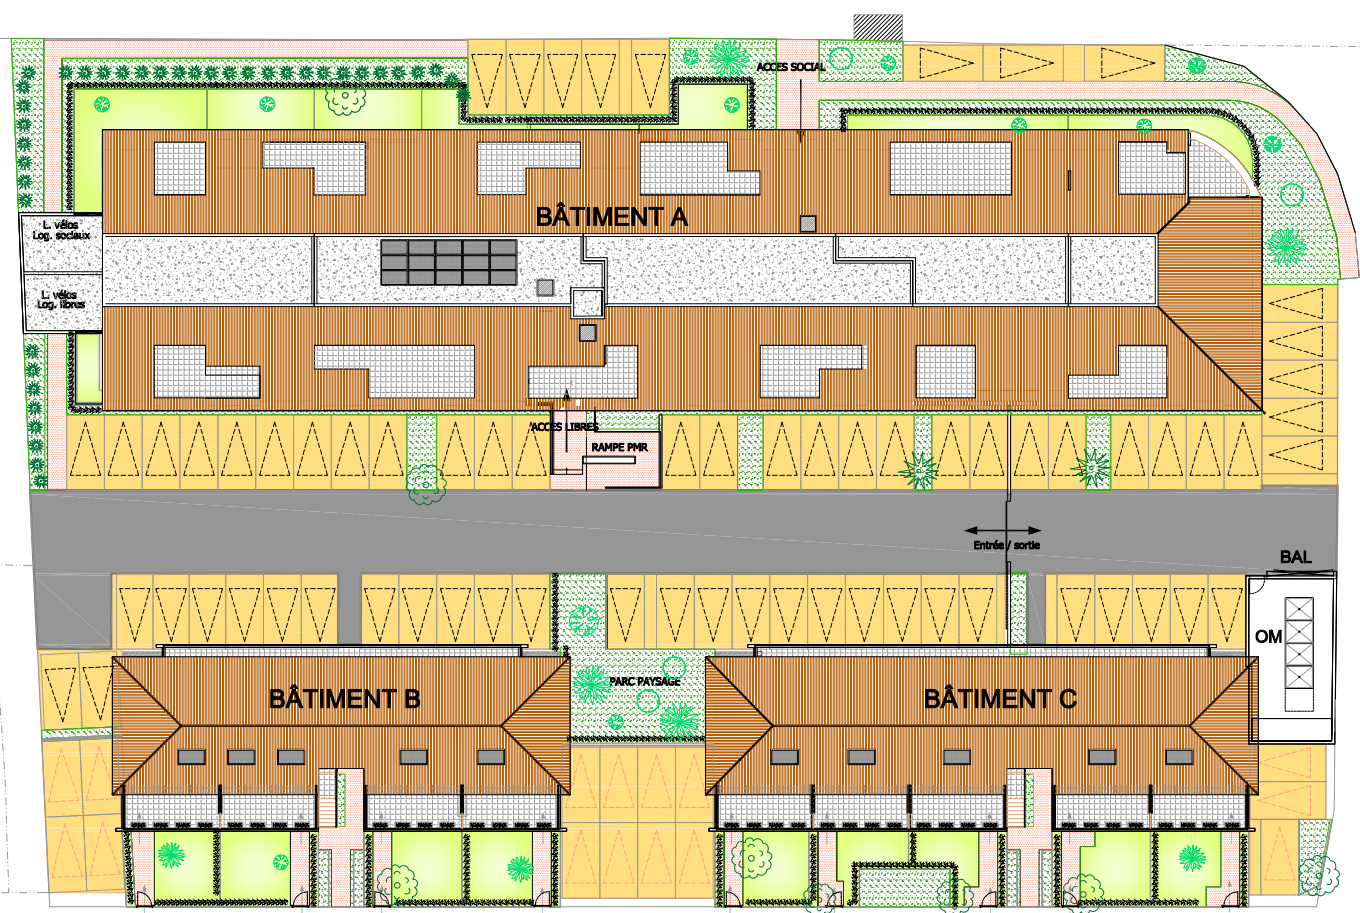 ACCES SOCIAL
BÂTIMENT A
L. vélos
Log. sociaux
L. vélos
Log. libres
ACCES LIBRES
RAMPE PMR
Entrée / sortie
BAL
OM
PARC PAYSAGE
BÂTIMENT B
BÂTIMENT C